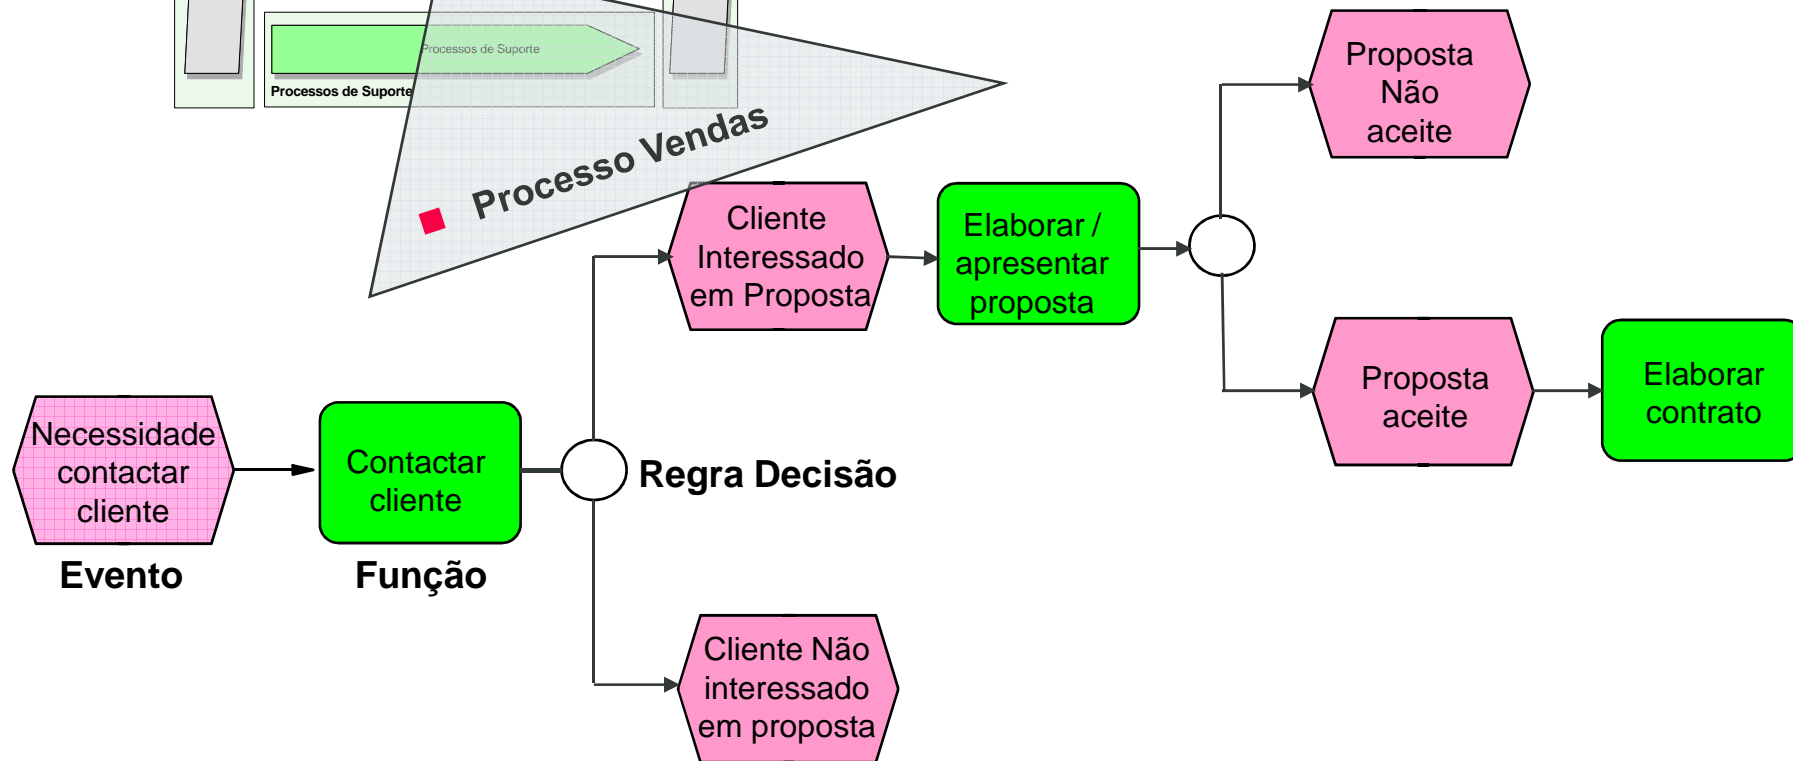 Processos de Suporte
Processos de Suporte
Processo Vendas
Proposta
Não
aceite
Cliente
Interessado
em Proposta
Elaborar /
apresentar
proposta
Proposta
aceite
Elaborar
contrato
Necessidade
contactar
cliente
Contactar
cliente
Regra Decisão
Evento
Função
Cliente Não
interessado
em proposta